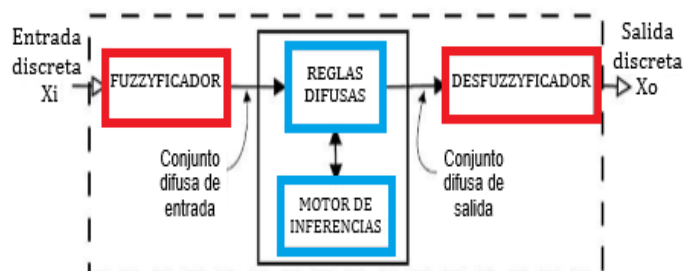 Entrada
discreta
Xi
FUZZYFICADOR
REGLAS
DIFUSAS
DESFUZZYFICADOR
Salida
discreta
Xo
Conjunto
difusa de
entrada
MOTOR DE
INFERENCIAS
Conjunto
difusa de
salida